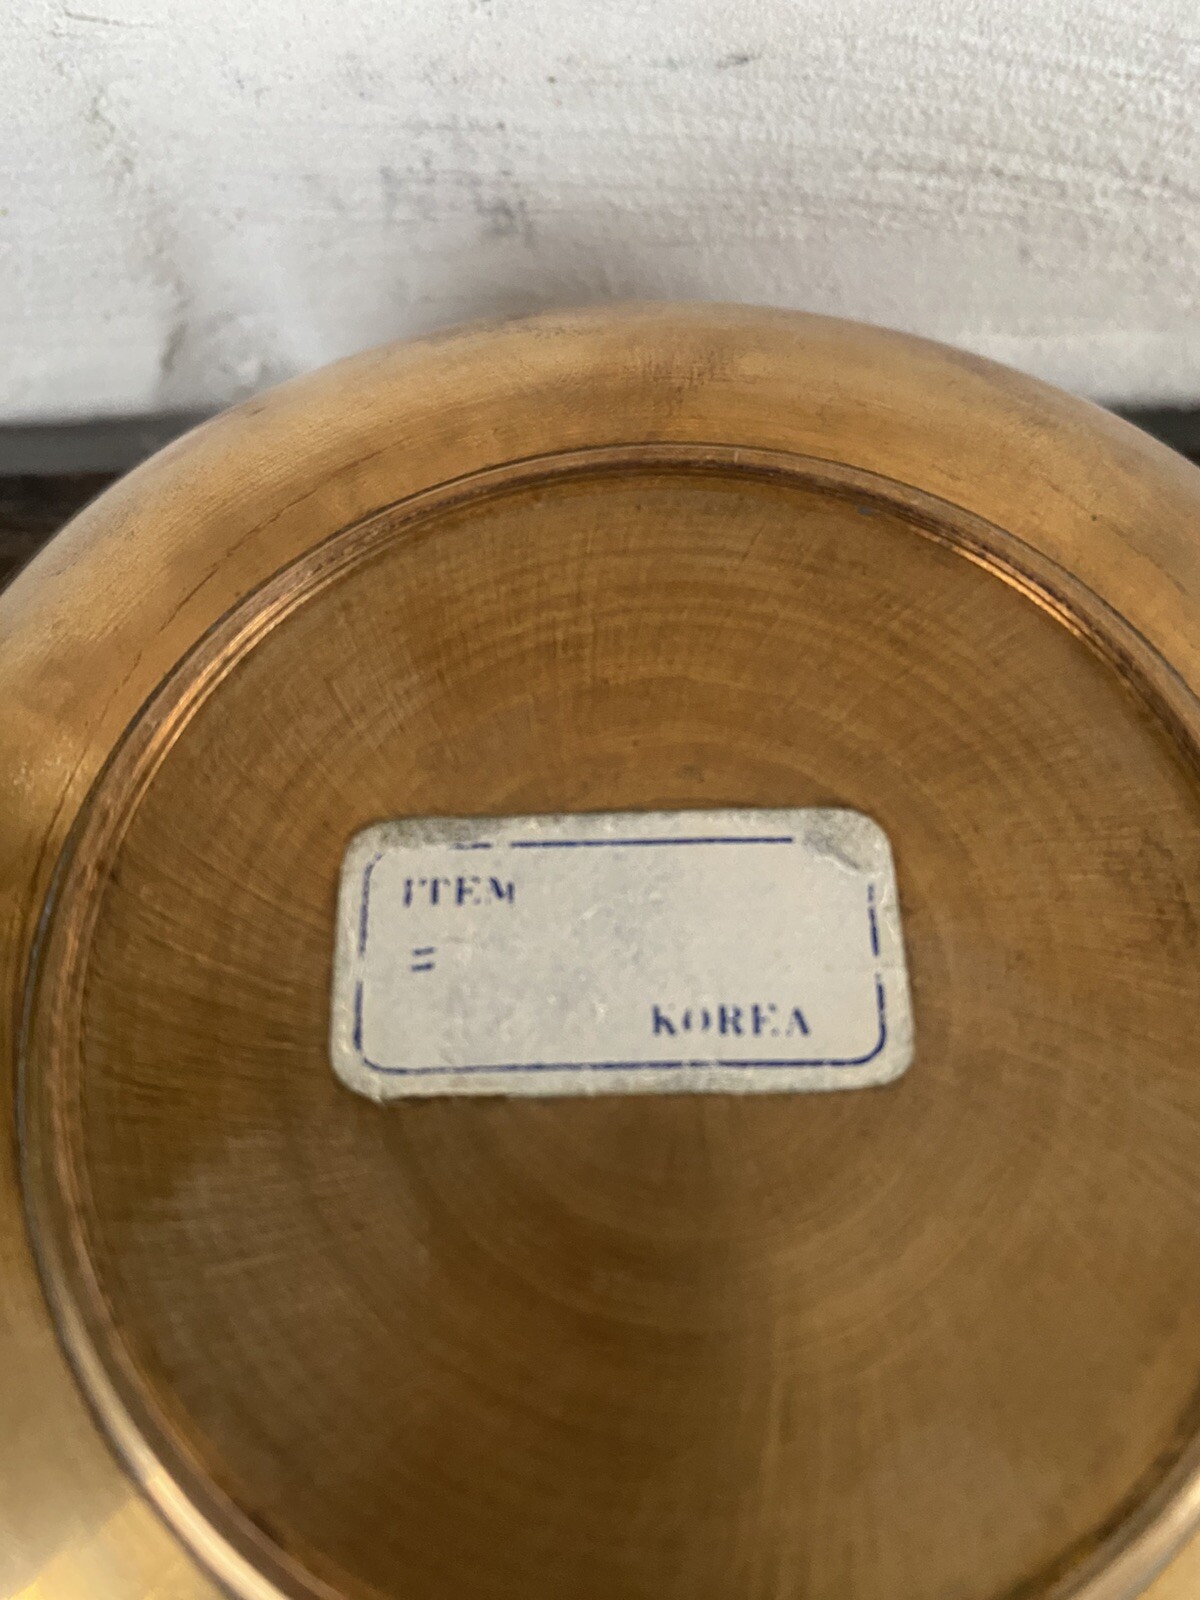 ITEM
=
KOREA